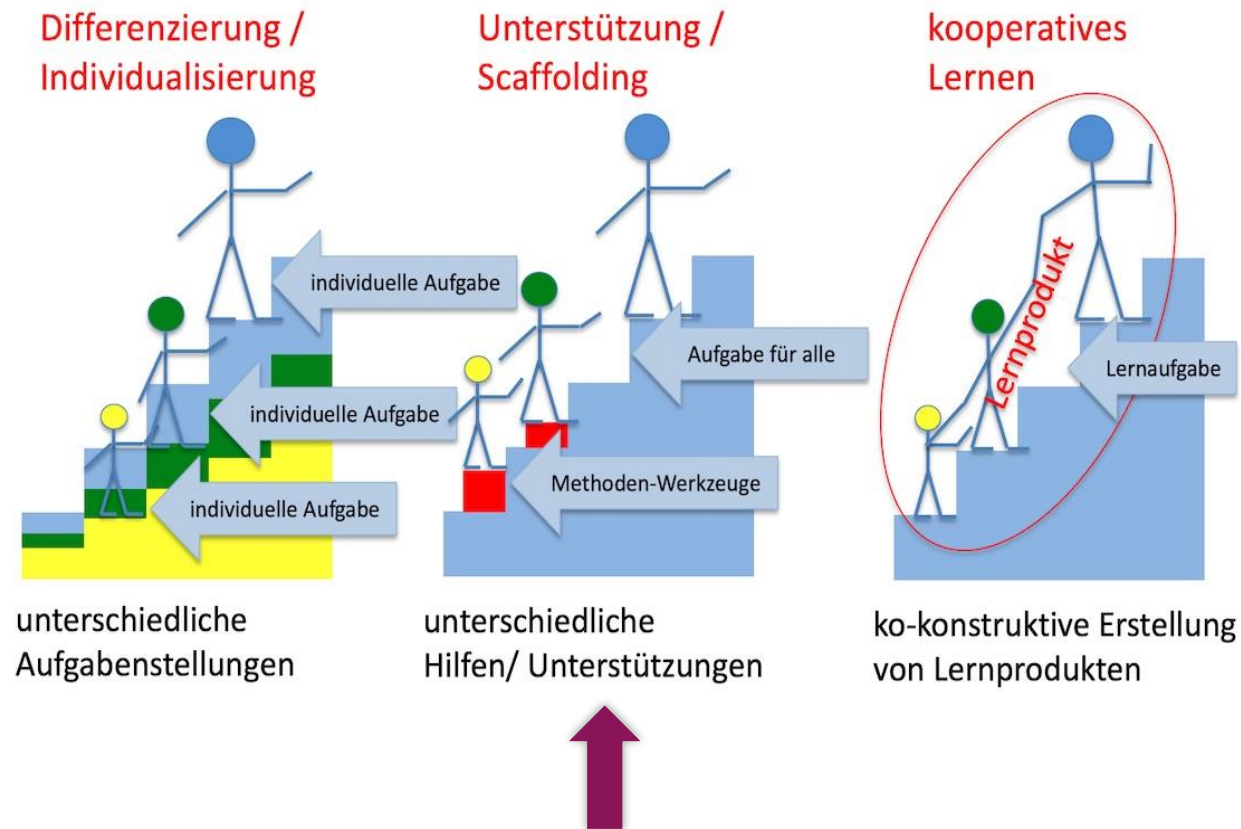 Differenzierung /
Individualisierung
individuelle Aufgabe
individuelle Aufgabe
individuelle Aufgabe
unterschiedliche
Aufgabenstellungen
Unterstützung /
Scaffolding
Aufgabe für alle
Methoden-Werkzeuge
unterschiedliche
Hilfen/ Unterstützungen
kooperatives
Lernen
Lernprodukt
Lernaufgabe
ko-konstruktive Erstellung
von Lernprodukten